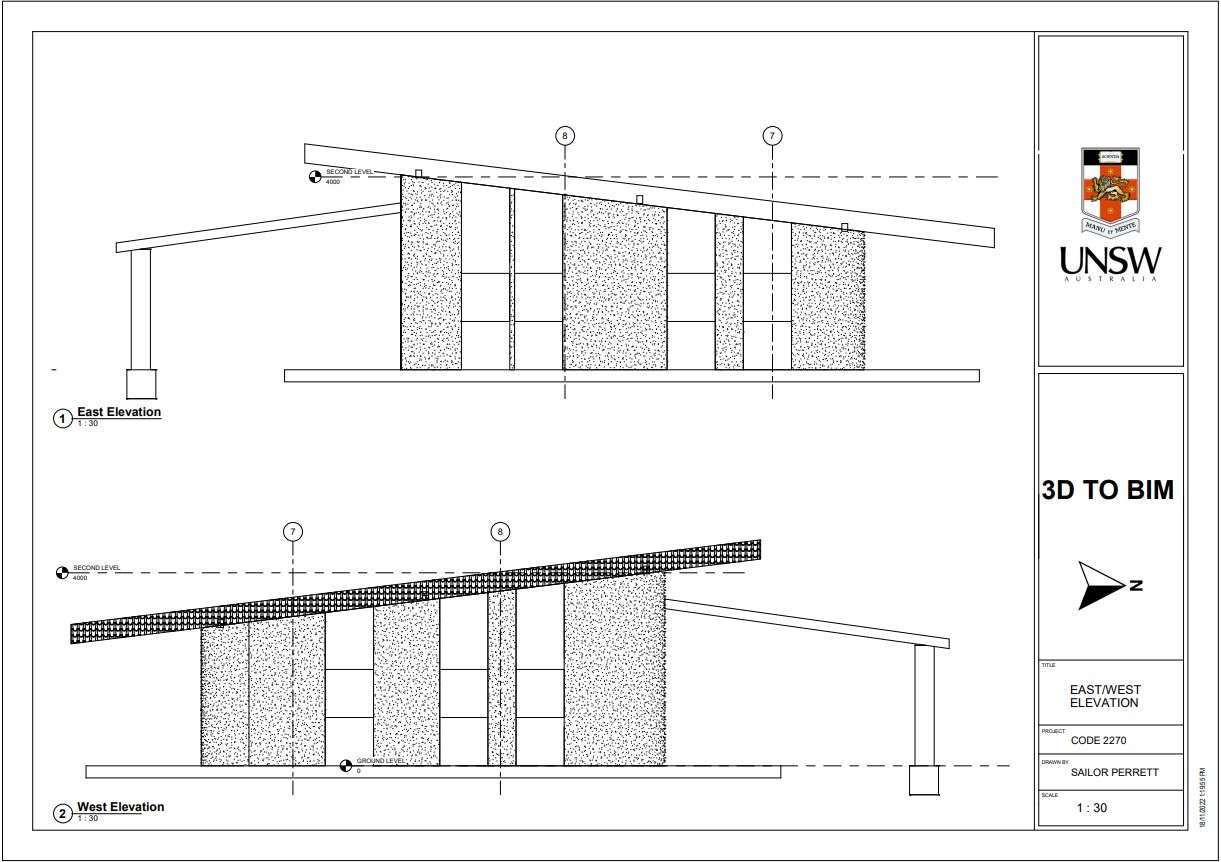 8
7
SECOND LEVEL
4000
1
East Elevation
1 : 30
7
8
SECOND LEVEL
4000
GROUND LEVEL
0
2
West Elevation
1 : 30
SCIENTIA
MANU ET MENTE
UNSW
AUSTRALIA
3D TO BIM
N
TITLE
EAST/WEST
ELEVATION
PROJECT
CODE 2270
DRAWN BY
SAILOR PERRETT
SCALE
1 : 30
18/11/2022 1:19:55 PM